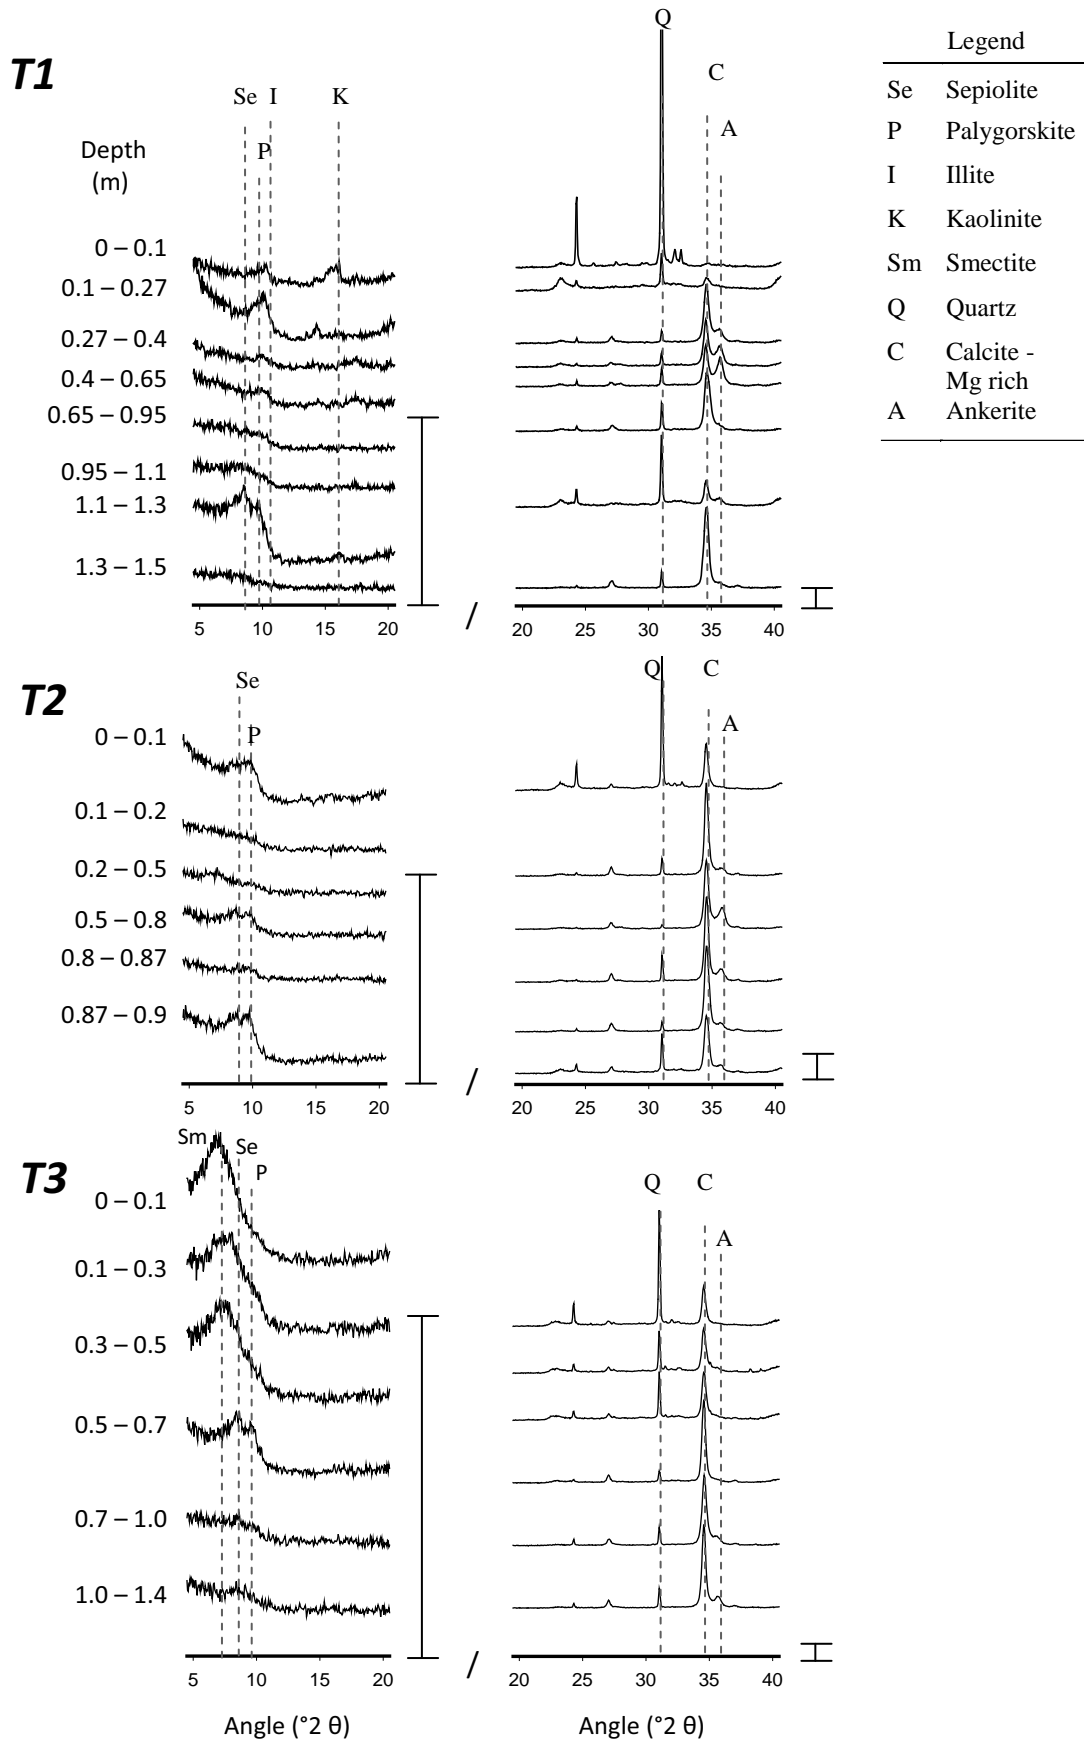 T1
Depth
(m)
0 – 0.1
0.1 – 0.27
0.27 – 0.4
0.4 – 0.65
0.65 – 0.95
0.95 – 1.1
1.1 – 1.3
1.3 – 1.5
Se I K
P
5 10 15 20
/
Q
C
A
20 25 30 35 40
Legend
Se Sepiolite
P Palygorskite
I Illite
K Kaolinite
Sm Smectite
Q Quartz
C Calcite -
Mg rich
A Ankerite
T2
0 – 0.1
0.1 – 0.2
0.2 – 0.5
0.5 – 0.8
0.8 – 0.87
0.87 – 0.9
Se
P
5 10 15 20
/
Q C
A
20 25 30 35 40
T3
0 – 0.1
0.1 – 0.3
0.3 – 0.5
0.5 – 0.7
0.7 – 1.0
1.0 – 1.4
Sm Se
P
5 10 15 20
/
Q C
A
20 25 30 35 40
Angle (°2 θ) Angle (°2 θ)